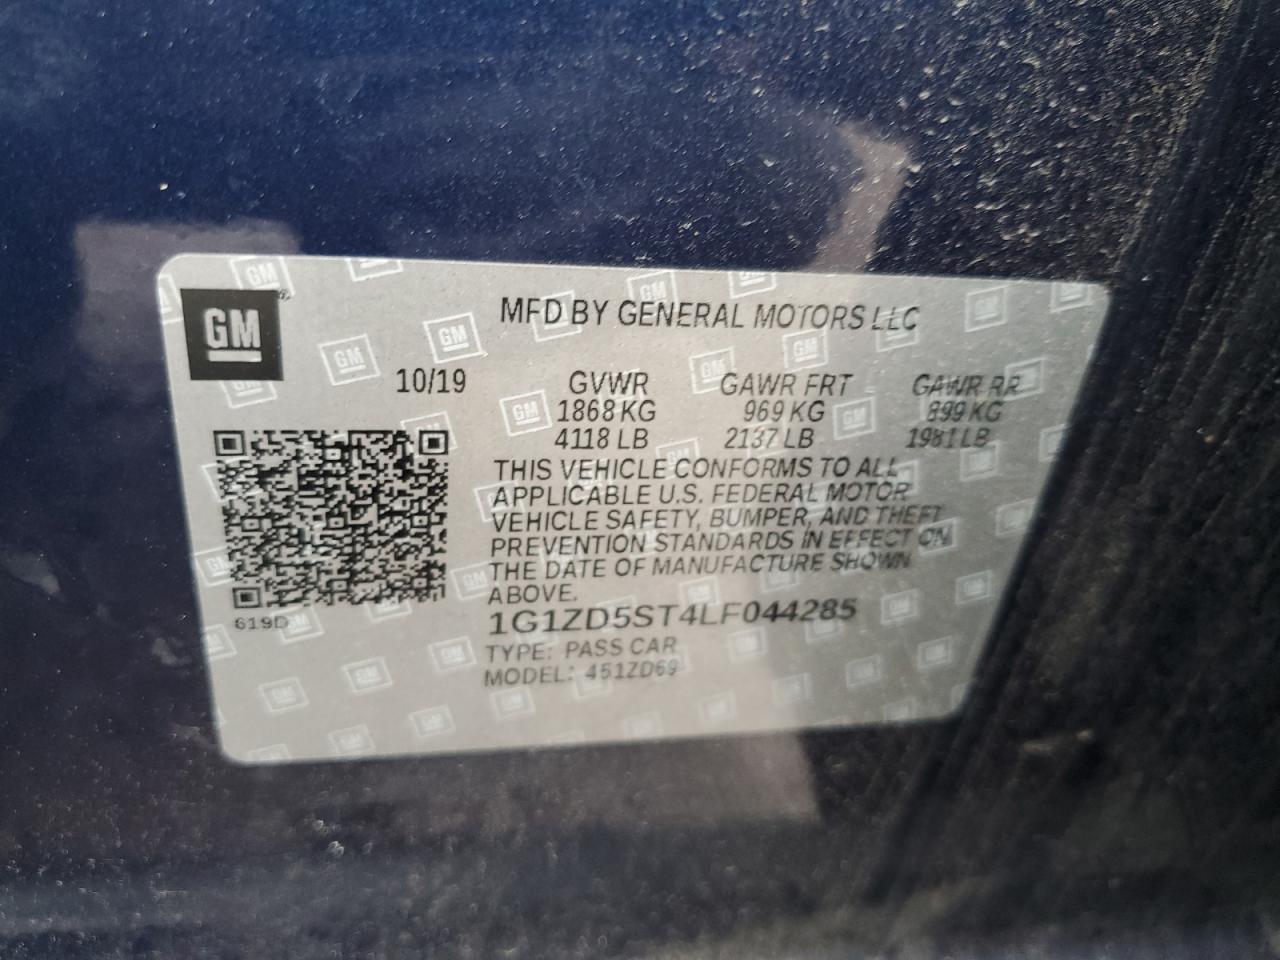 GM
MFD BY GENERAL MOTORS LLC
10/19 GVWR GAWR FRT GAWR RR
1868 KG 969 KG 899 KG
4118 LB 2137 LB 1981 LB
THIS VEHICLE CONFORMS TO ALL
APPLICABLE U.S. FEDERAL MOTOR
VEHICLE SAFETY, BUMPER, AND THEFT
PREVENTION STANDARDS IN EFFECT ON
THE DATE OF MANUFACTURE SHOWN
ABOVE.
619D
1G1ZD5ST4LF044285
TYPE: PASS CAR
MODEL: 451ZD69